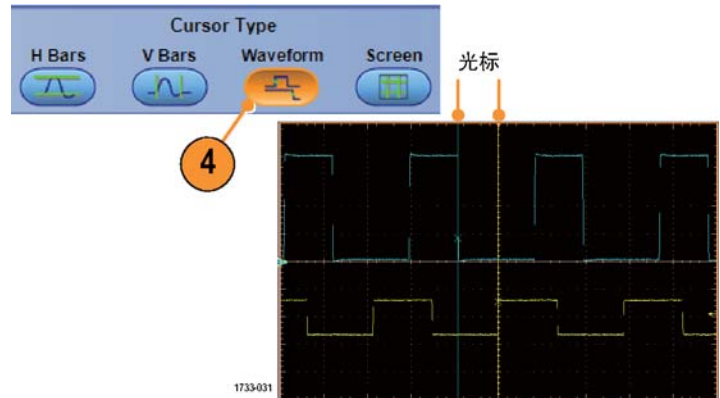 Cursor Type
H Bars V Bars Waveform Screen
光标
4
1733-031